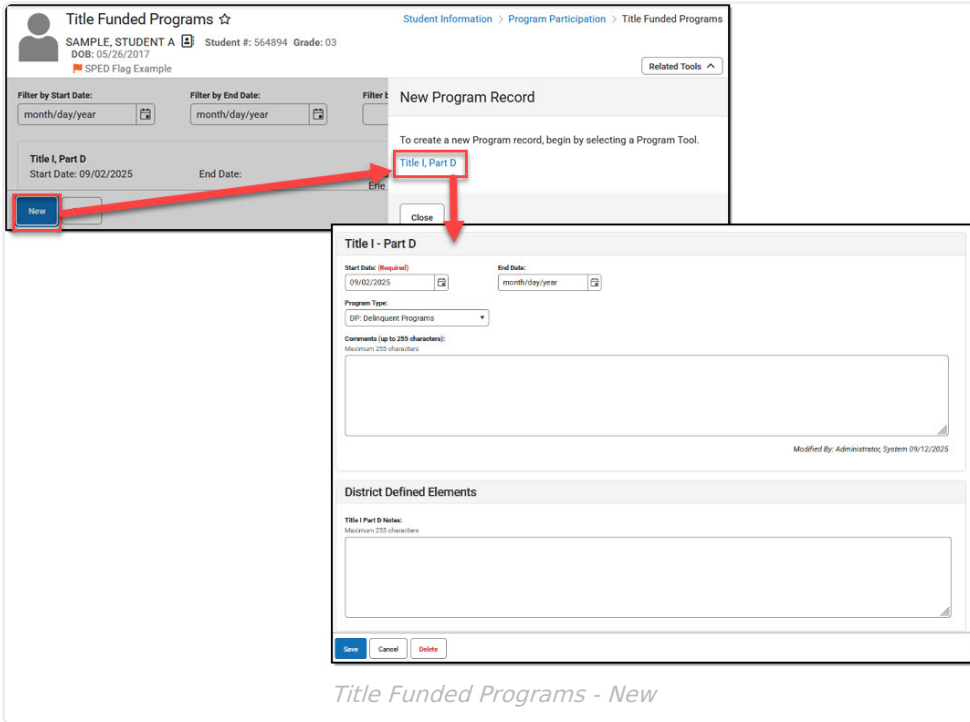 Title Funded Programs ☆
Student Information > Program Participation > Title Funded Programs
SAMPLE, STUDENT A Student #: 564894 Grade: 03
DOB: 05/26/2017
SPED Flag Example
Related Tools
Filter by Start Date: Filter by End Date: Filter b
month/day/year month/day/year
New Program Record
To create a new Program record, begin by selecting a Program Tool.
Title I, Part D
Title I, Part D
Start Date: 09/02/2025 End Date:
New
Close
Title I - Part D
Start Date: (Required) End Date:
09/02/2025 month/day/year
Program Type:
DP: Delinquent Programs
Comments (up to 255 characters):
Maximum 255 characters
Modified By: Administrator, System 09/12/2025
District Defined Elements
Title I Part D Notes:
Maximum 255 characters
Save Cancel Delete
Title Funded Programs - New